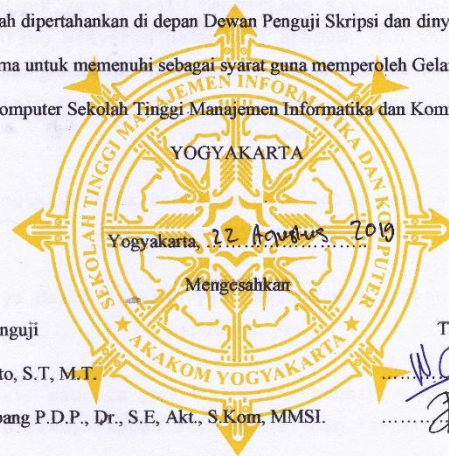 ah dipertahankan di depan Dewan Penguji Skripsi dan diny
ma untuk memenuhi sebagai syarat guna memperoleh Gelar
omputer Sekolah Tinggi Manajemen Informatika dan Kom
YOGYAKARTA
Yogyakarta, 22 Agustus 2019
Mengesahkan
nguji T
to, S.T, M.T.
bang P.D.P., Dr., S.E, Akt., S.Kom, MMSI.
SEKOLAH TINGGI MANAJEMEN INFORMATIKA DAN KOMPUTER
★ AKAKOM YOGYAKARTA ★